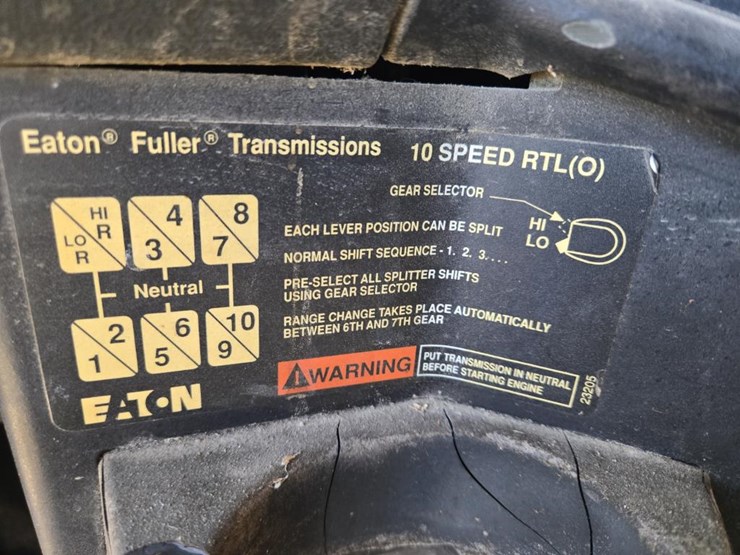 Eaton® Fuller® Transmissions 10 SPEED RTL(O)
GEAR SELECTOR
HI
LO
HI
R
LO
R
4
3
8
7
Neutral
2
1
6
5
10
9
EACH LEVER POSITION CAN BE SPLIT
NORMAL SHIFT SEQUENCE - 1. 2. 3. . . .
PRE-SELECT ALL SPLITTER SHIFTS
USING GEAR SELECTOR
RANGE CHANGE TAKES PLACE AUTOMATICALLY
BETWEEN 6TH AND 7TH GEAR
WARNING
PUT TRANSMISSION IN NEUTRAL
BEFORE STARTING ENGINE
23205
EATON